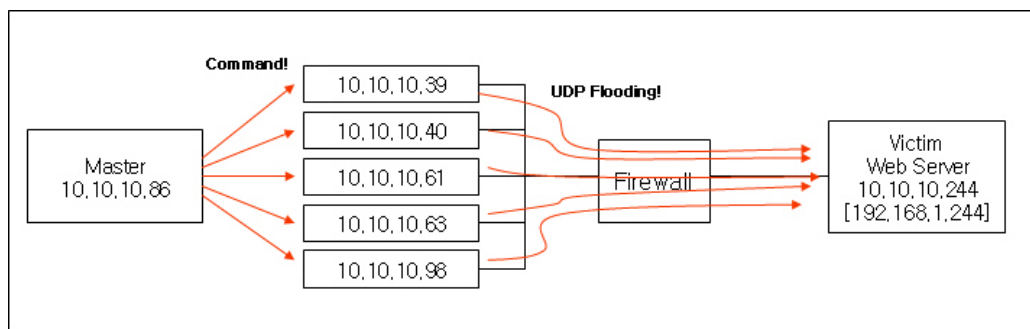 Command!
10,10,10,39
UDP Flooding!
10,10,10,40
Master
10,10,10,86
10,10,10,61
Firewall
Victim
Web Server
10,10,10,244
[192,168,1,244]
10,10,10,63
10,10,10,98